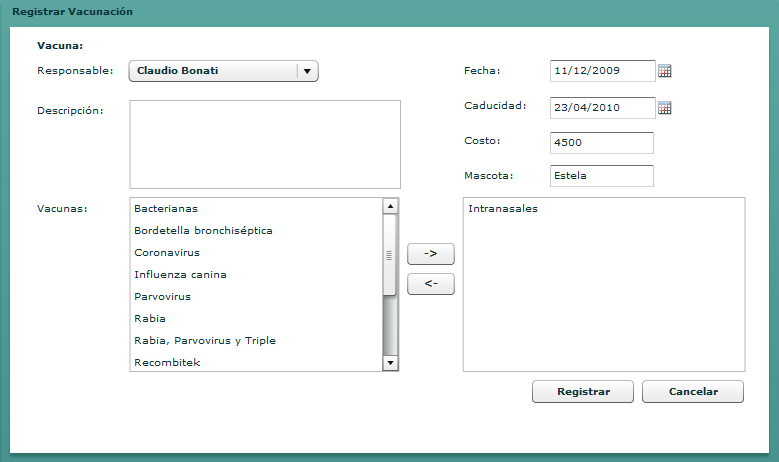 Registrar Vacunación
Vacuna:
Responsable: Claudio Bonati
Fecha: 11/12/2009
Descripción:
Caducidad: 23/04/2010
Costo: 4500
Mascota: Estela
Vacunas:
Bacterianas
Bordetella bronchiséptica
Coronavirus
Influenza canina
Parvovirus
Rabia
Rabia, Parvovirus y Triple
Recombitek
->
<-
Intranasales
Registrar
Cancelar